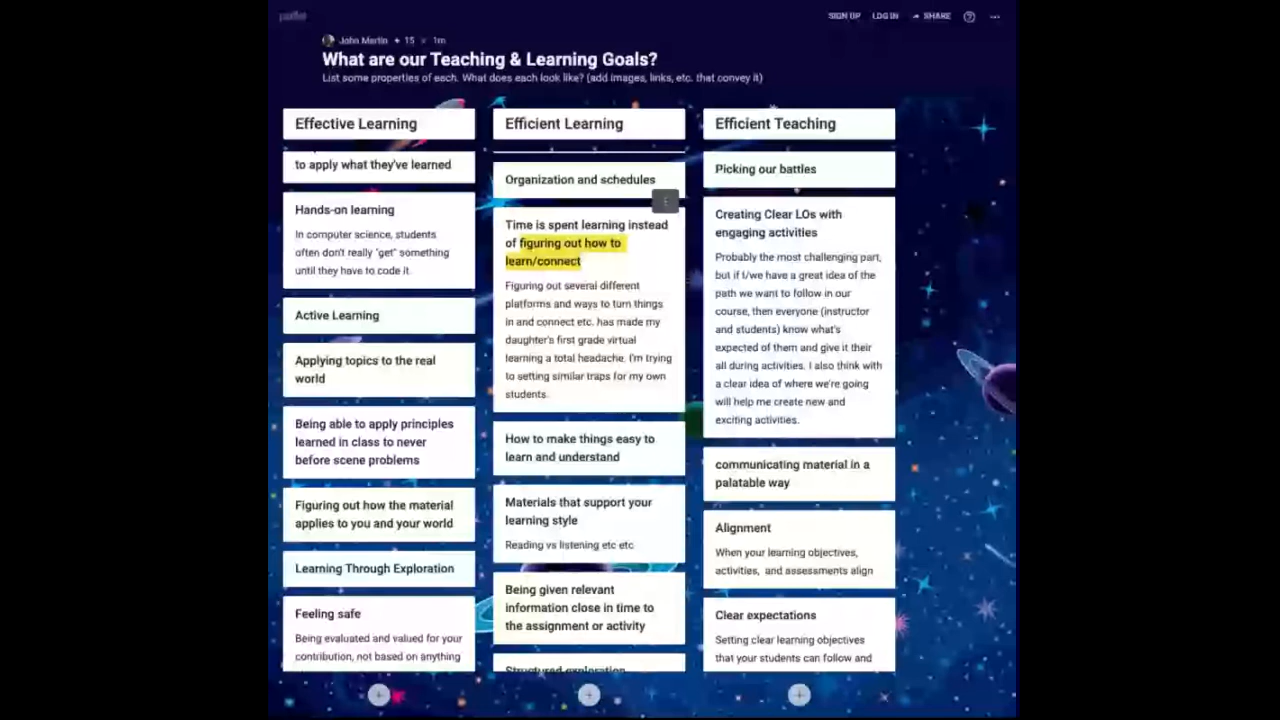 padlet
SIGN UP LOG IN SHARE
John Martin + 15 1m
What are our Teaching & Learning Goals?
List some properties of each. What does each look like? (add images, links, etc. that convey it)
Effective Learning
to apply what they've learned
Hands-on learning
In computer science, students
often don't really "get" something
until they have to code it.
Active Learning
Applying topics to the real
world
Being able to apply principles
learned in class to never
before scene problems
Figuring out how the material
applies to you and your world
Learning Through Exploration
Feeling safe
Being evaluated and valued for your
contribution, not based on anything
Efficient Learning
Organization and schedules
Time is spent learning instead
of figuring out how to
learn/connect
Figuring out several different
platforms and ways to turn things
in and connect etc. has made my
daughter's first grade virtual
learning a total headache. I'm trying
to setting similar traps for my own
students.
How to make things easy to
learn and understand
Materials that support your
learning style
Reading vs listening etc etc
Being given relevant
information close in time to
the assignment or activity
Structured exploration
Efficient Teaching
Picking our battles
Creating Clear LOs with
engaging activities
Probably the most challenging part,
but if I/we have a great idea of the
path we want to follow in our
course, then everyone (instructor
and students) know what's
expected of them and give it their
all during activities. I also think with
a clear idea of where we're going
will help me create new and
exciting activities.
communicating material in a
palatable way
Alignment
When your learning objectives,
activities, and assessments align
Clear expectations
Setting clear learning objectives
that your students can follow and